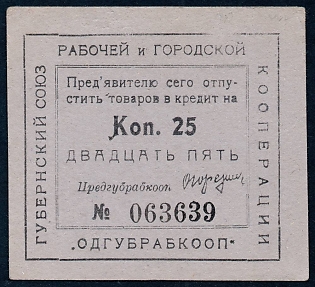 РАБОЧЕЙ и ГОРОДСКОЙ
ГУБЕРНСКИЙ СОЮЗ
КООПЕРАЦИИ
Пред'явителю сего отпу-
стить товаров в кредит на
Коп. 25
ДВАДЦАТЬ ПЯТЬ
Предгубрабкооп
№ 063639
„ОДГУБРАБКООП"